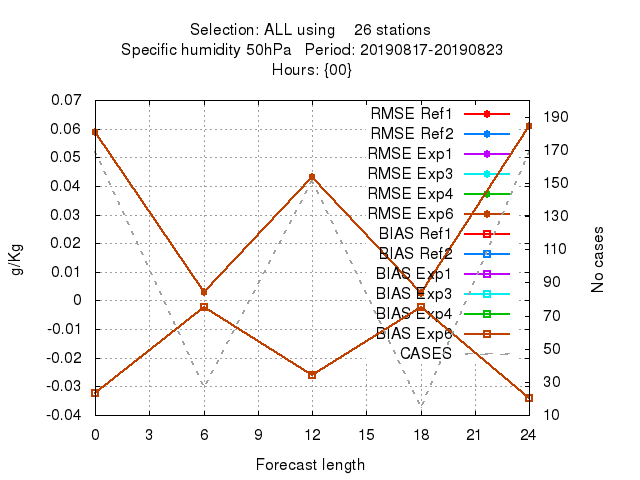 Selection: ALL using    26 stations
Specific humidity 50hPa   Period: 20190817-20190823
Hours: {00}
0.07
0.06
0.05
0.04
0.03
0.02
0.01
0
-0.01
-0.02
-0.03
-0.04
g/Kg
190
170
150
130
110
90
70
50
30
10
No cases
RMSE Ref1
RMSE Ref2
RMSE Exp1
RMSE Exp3
RMSE Exp4
RMSE Exp6
BIAS Ref1
BIAS Ref2
BIAS Exp1
BIAS Exp3
BIAS Exp4
BIAS Exp6
CASES
0 3 6 9 12 15 18 21 24
Forecast length